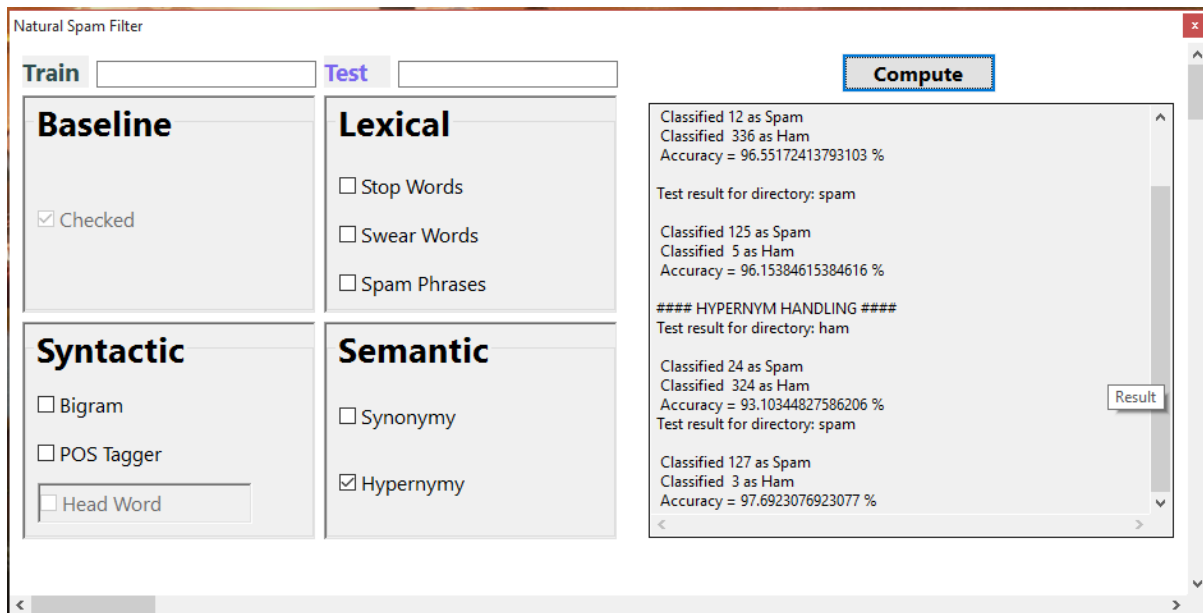 Natural Spam Filter
x
Train
Test
Compute
Baseline
Checked
Lexical
Stop Words
Swear Words
Spam Phrases
Syntactic
Bigram
POS Tagger
Head Word
Semantic
Synonymy
Hypernymy
Classified 12 as Spam
Classified  336 as Ham
Accuracy = 96.55172413793103 %
Test result for directory: spam
Classified 125 as Spam
Classified  5 as Ham
Accuracy = 96.15384615384616 %
#### HYPERNYM HANDLING ####
Test result for directory: ham
Classified 24 as Spam
Classified  324 as Ham
Accuracy = 93.10344827586206 %
Test result for directory: spam
Classified 127 as Spam
Classified  3 as Ham
Accuracy = 97.6923076923077 %
Result